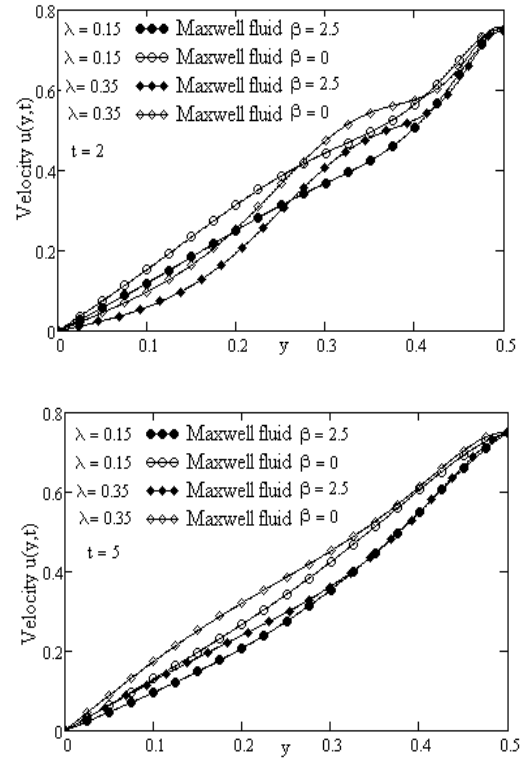 0.8
λ = 0.15 Maxwell fluid β = 2.5
λ = 0.15 Maxwell fluid β = 0
λ = 0.35 Maxwell fluid β = 2.5
λ = 0.35 Maxwell fluid β = 0
t = 2
0.6
0.4
0.2
0
Velocity u(y,t)
0 0.1 0.2 0.3 0.4 0.5
y
0.8
λ = 0.15 Maxwell fluid β = 2.5
λ = 0.15 Maxwell fluid β = 0
λ = 0.35 Maxwell fluid β = 2.5
λ = 0.35 Maxwell fluid β = 0
t = 5
0.6
0.4
0.2
0
Velocity u(y,t)
0 0.1 0.2 0.3 0.4 0.5
y